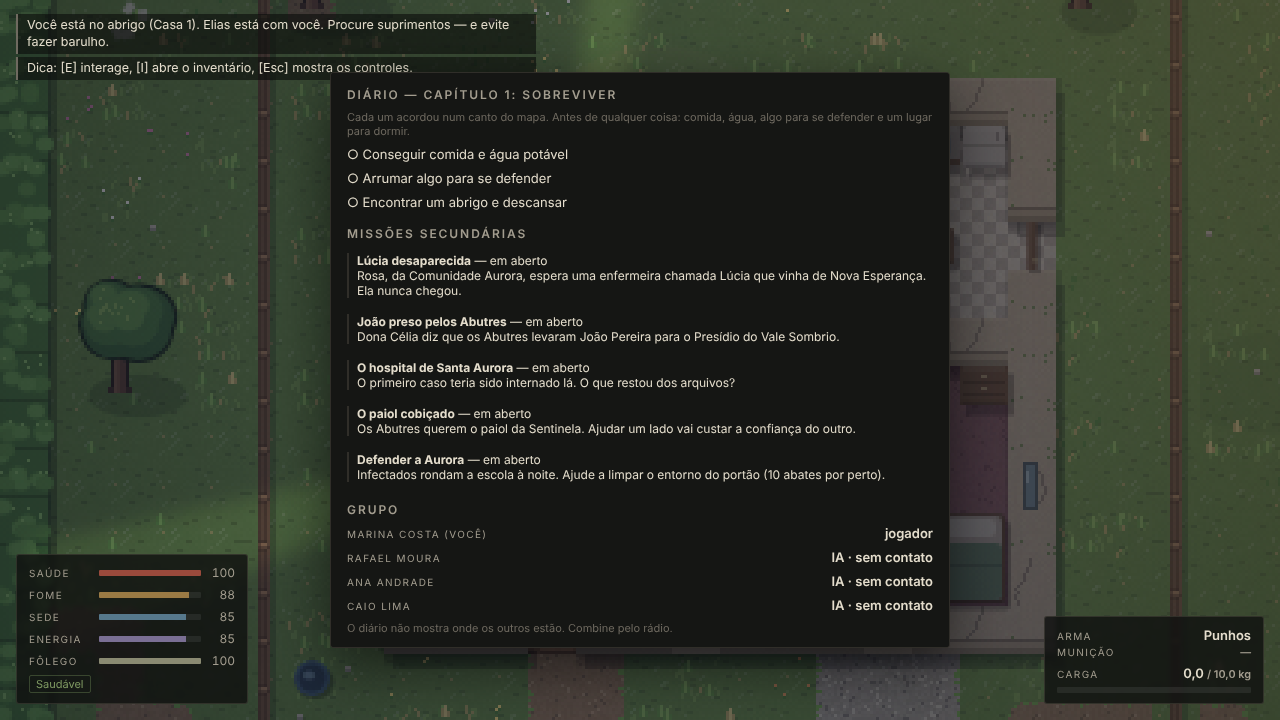 Você está no abrigo (Casa 1). Elias está com você. Procure suprimentos — e evite
fazer barulho.
Dica: [E] interage, [I] abre o inventário, [Esc] mostra os controles.
DIÁRIO — CAPÍTULO 1: SOBREVIVER
Cada um acordou num canto do mapa. Antes de qualquer coisa: comida, água, algo para se defender e um lugar
para dormir.
○ Conseguir comida e água potável
○ Arrumar algo para se defender
○ Encontrar um abrigo e descansar
MISSÕES SECUNDÁRIAS
Lúcia desaparecida — em aberto
Rosa, da Comunidade Aurora, espera uma enfermeira chamada Lúcia que vinha de Nova Esperança.
Ela nunca chegou.
João preso pelos Abutres — em aberto
Dona Célia diz que os Abutres levaram João Pereira para o Presídio do Vale Sombrio.
O hospital de Santa Aurora — em aberto
O primeiro caso teria sido internado lá. O que restou dos arquivos?
O paiol cobiçado — em aberto
Os Abutres querem o paiol da Sentinela. Ajudar um lado vai custar a confiança do outro.
Defender a Aurora — em aberto
Infectados rondam a escola à noite. Ajude a limpar o entorno do portão (10 abates por perto).
GRUPO
MARINA COSTA (VOCÊ) jogador
RAFAEL MOURA IA · sem contato
ANA ANDRADE IA · sem contato
CAIO LIMA IA · sem contato
O diário não mostra onde os outros estão. Combine pelo rádio.
SAÚDE 100
FOME 88
SEDE 85
ENERGIA 85
FÔLEGO 100
Saudável
ARMA Punhos
MUNIÇÃO —
CARGA 0,0 / 10,0 kg